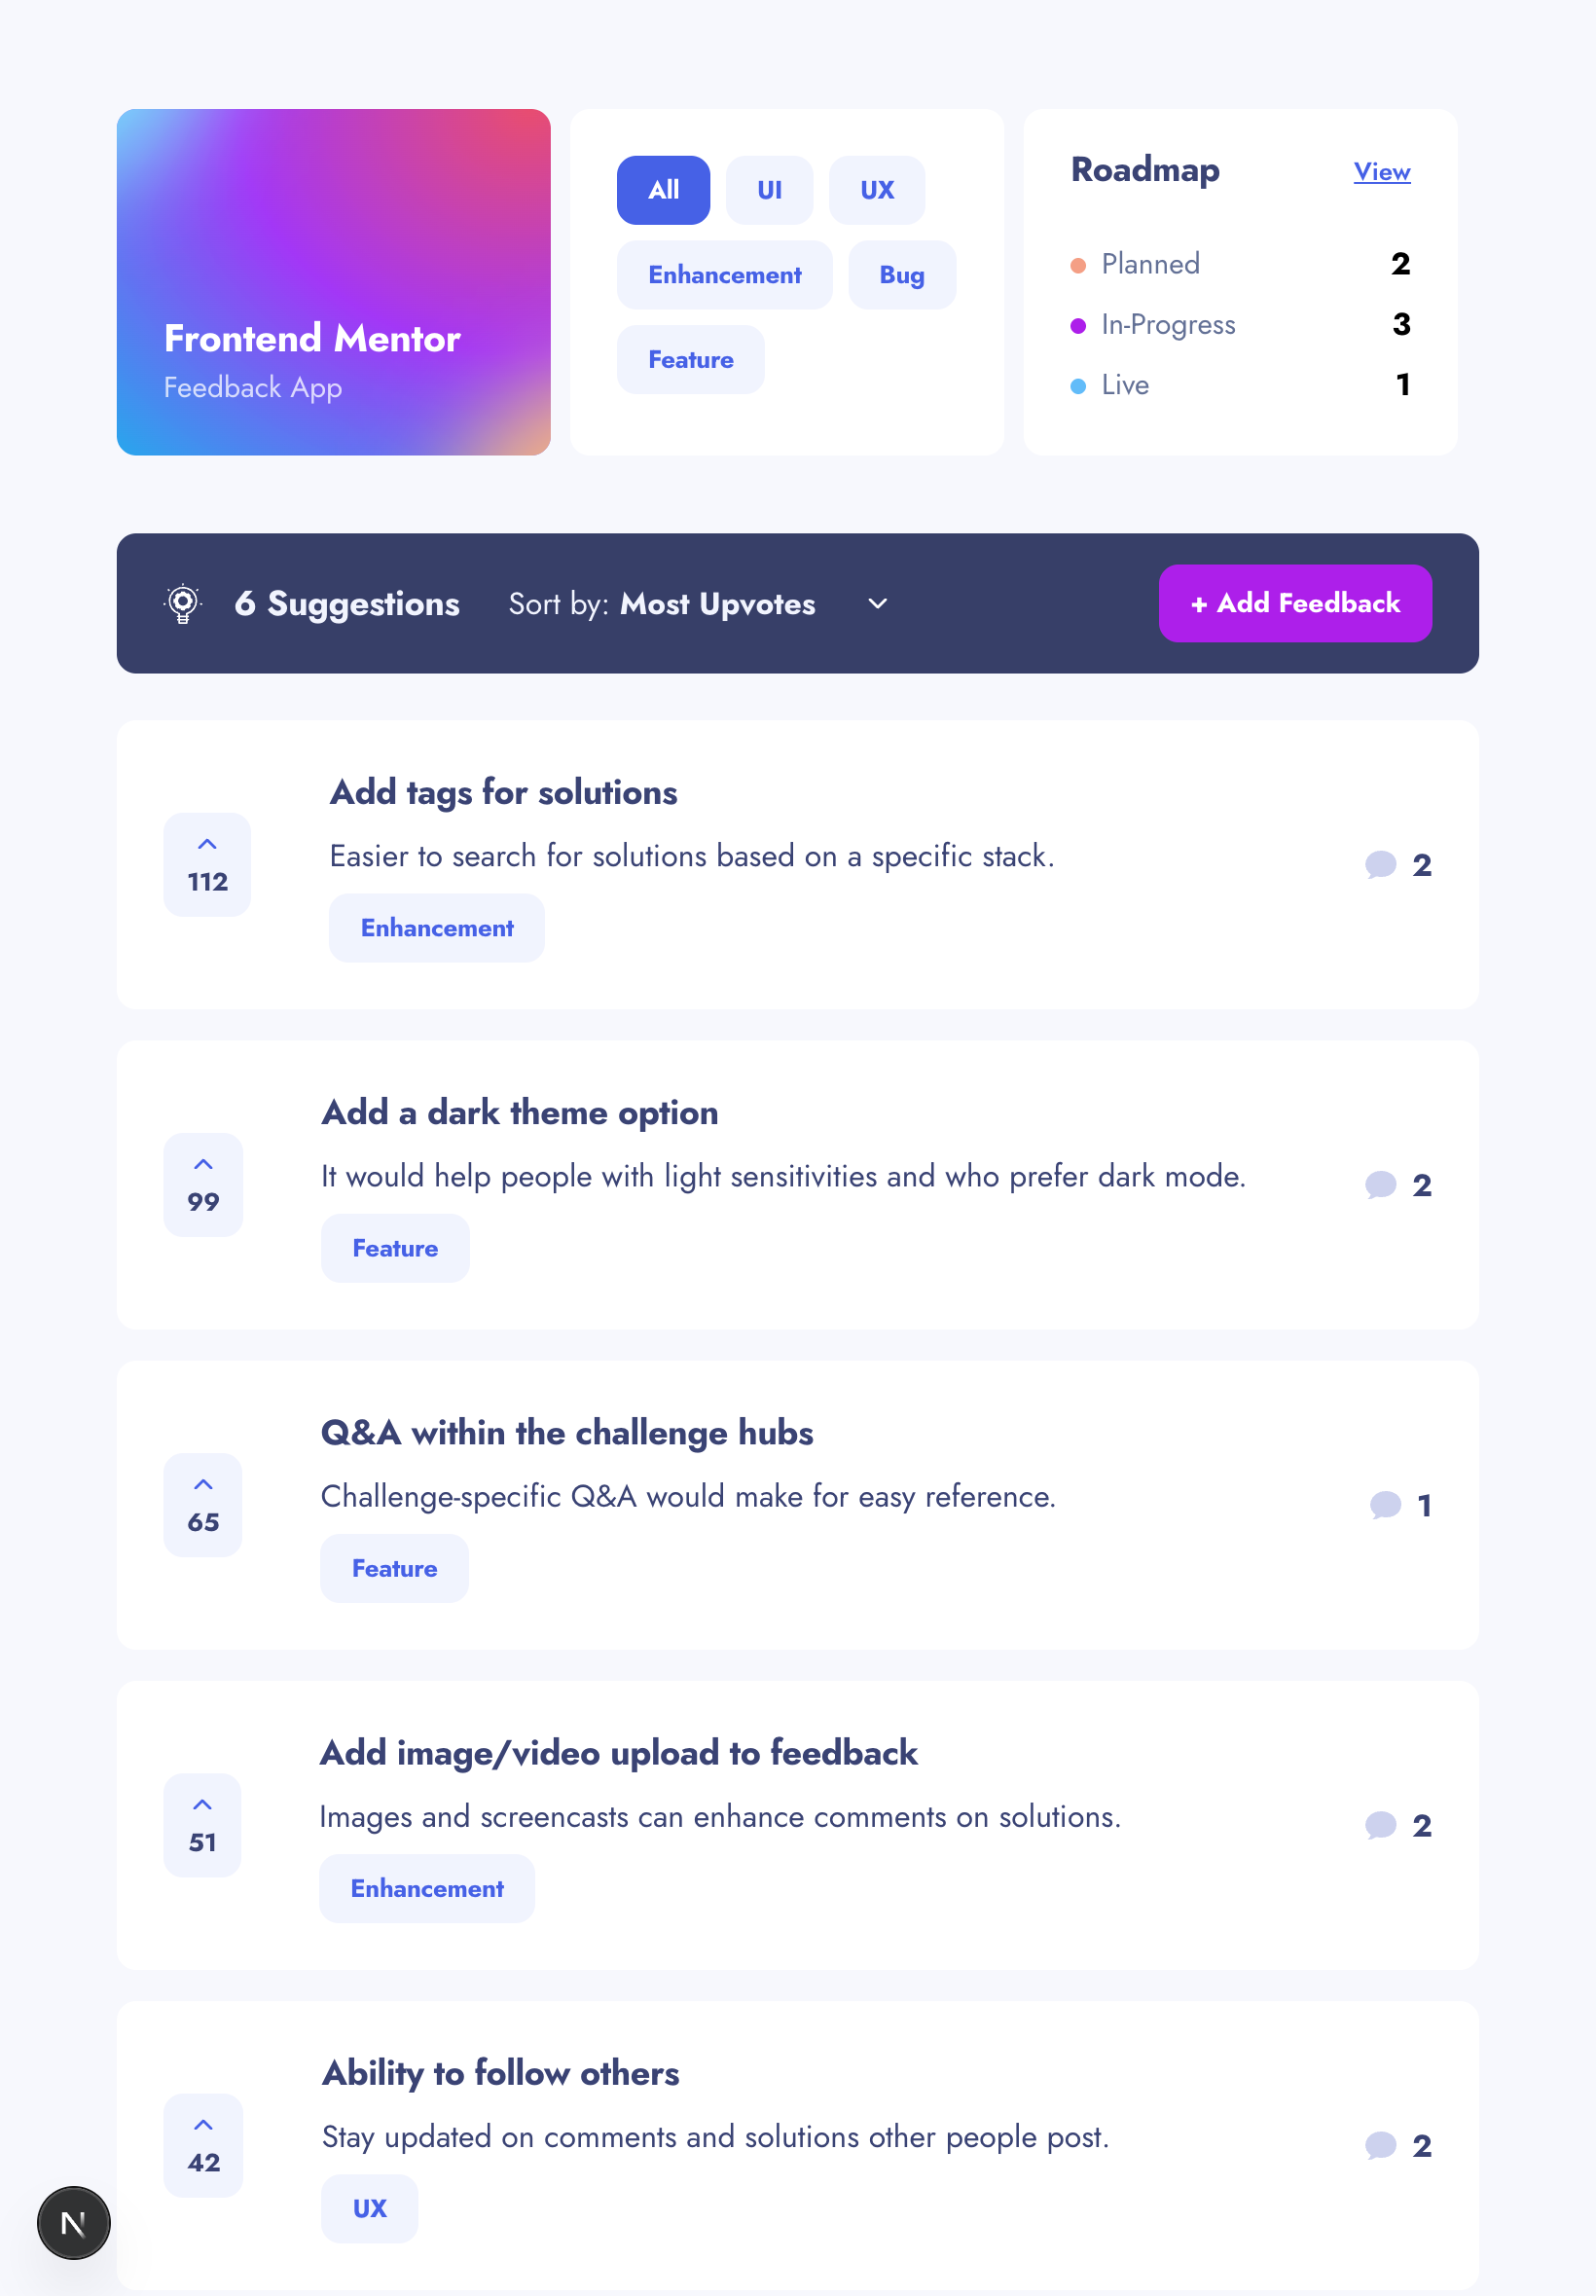 Frontend Mentor
Feedback App
All UI UX
Enhancement Bug
Feature
Roadmap View
Planned 2
In-Progress 3
Live 1
6 Suggestions Sort by: Most Upvotes + Add Feedback
Add tags for solutions
Easier to search for solutions based on a specific stack.
112
2
Enhancement
Add a dark theme option
It would help people with light sensitivities and who prefer dark mode.
99
2
Feature
Q&A within the challenge hubs
Challenge-specific Q&A would make for easy reference.
65
1
Feature
Add image/video upload to feedback
Images and screencasts can enhance comments on solutions.
51
2
Enhancement
Ability to follow others
Stay updated on comments and solutions other people post.
42
2
UX
N